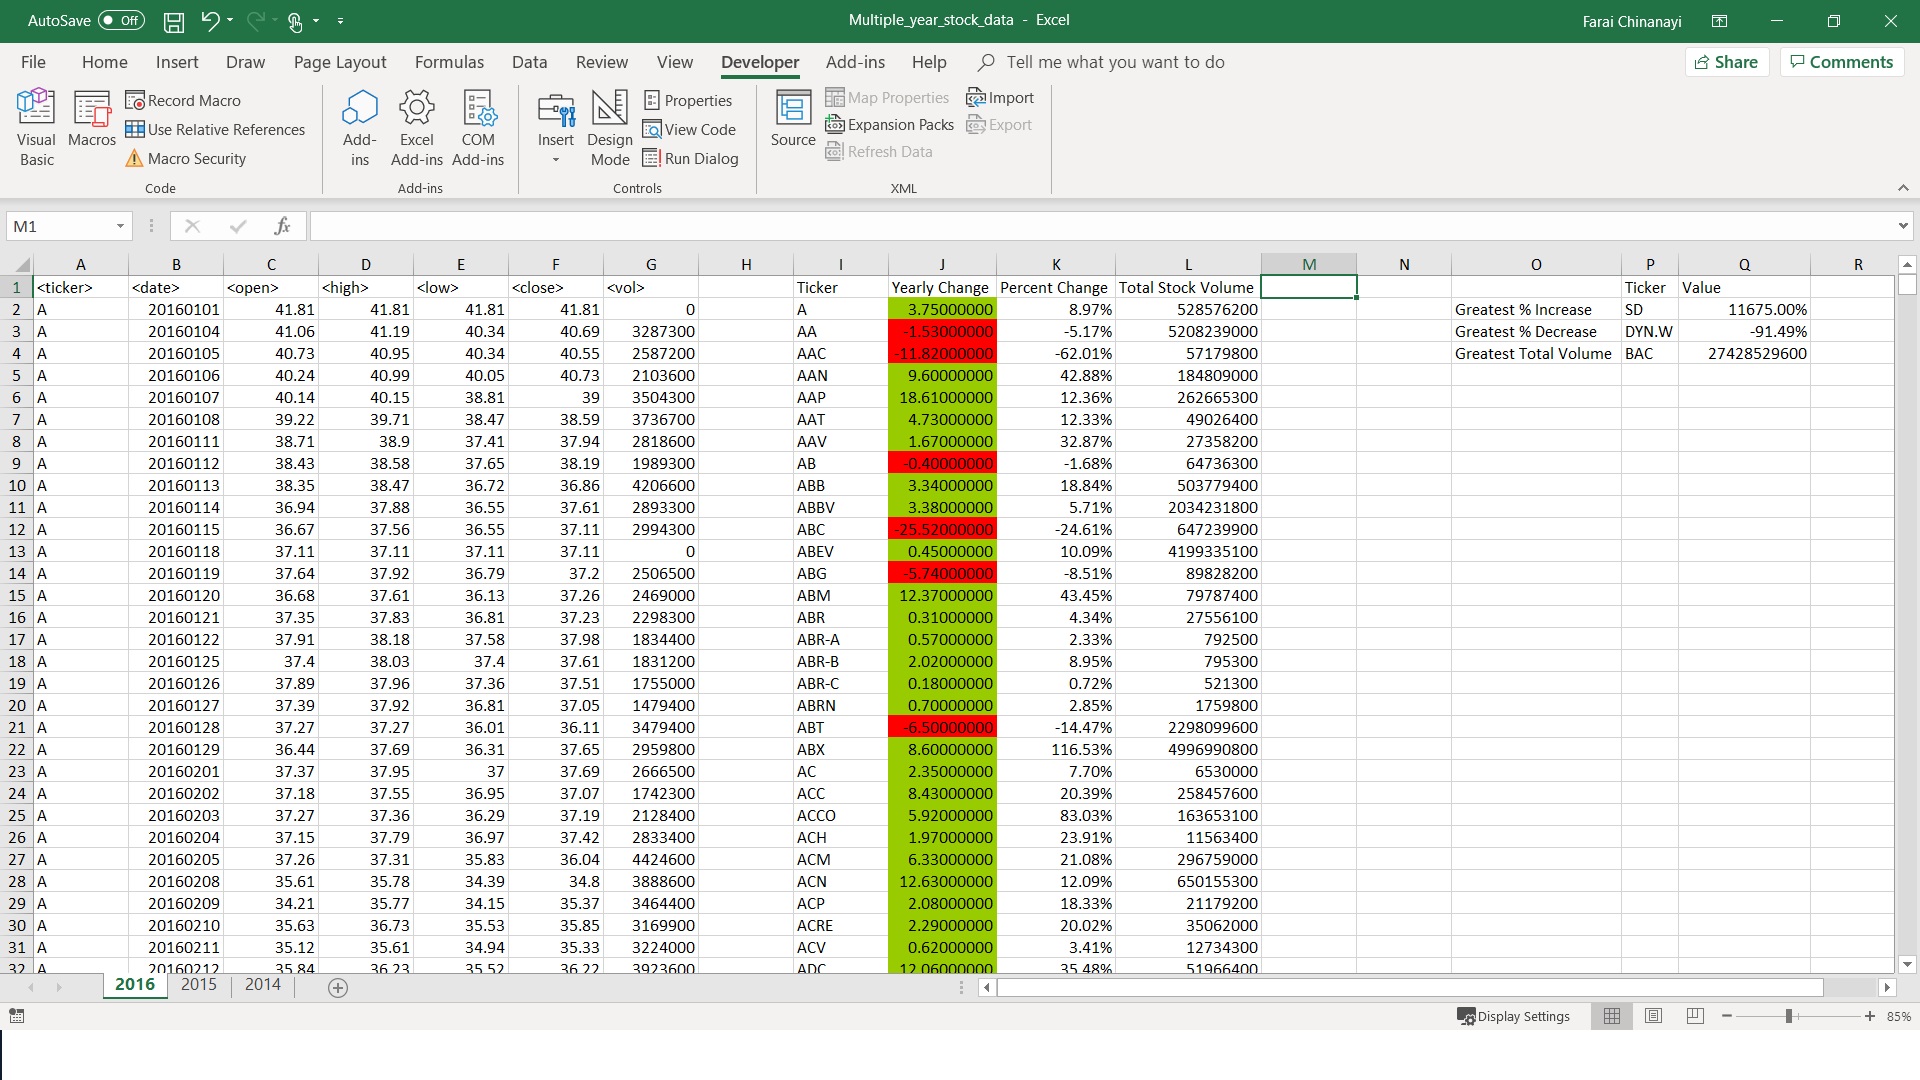 AutoSave Off Multiple_year_stock_data - Excel Farai Chinanayi
File Home Insert Draw Page Layout Formulas Data Review View Developer Add-ins Help Tell me what you want to do Share Comments
Visual Basic
Macros
Record Macro
Use Relative References
Macro Security
Code
Add-ins
Excel Add-ins
COM Add-ins
Add-ins
Insert
Design Mode
Properties
View Code
Run Dialog
Controls
Source
Map Properties
Expansion Packs
Refresh Data
Import
Export
XML
M1 fx
A B C D E F G H I J K L M N O P Q R
1 <ticker> <date> <open> <high> <low> <close> <vol> Ticker Yearly Change Percent Change Total Stock Volume Ticker Value
2 A 20160101 41.81 41.81 41.81 41.81 0 A 3.75000000 8.97% 528576200 Greatest % Increase SD 11675.00%
3 A 20160104 41.06 41.19 40.34 40.69 3287300 AA -1.53000000 -5.17% 5208239000 Greatest % Decrease DYN.W -91.49%
4 A 20160105 40.73 40.95 40.34 40.55 2587200 AAC -11.82000000 -62.01% 57179800 Greatest Total Volume BAC 27428529600
5 A 20160106 40.24 40.99 40.05 40.73 2103600 AAN 9.60000000 42.88% 184809000
6 A 20160107 40.14 40.15 38.81 39 3504300 AAP 18.61000000 12.36% 262665300
7 A 20160108 39.22 39.71 38.47 38.59 3736700 AAT 4.73000000 12.33% 49026400
8 A 20160111 38.71 38.9 37.41 37.94 2818600 AAV 1.67000000 32.87% 27358200
9 A 20160112 38.43 38.58 37.65 38.19 1989300 AB -0.40000000 -1.68% 64736300
10 A 20160113 38.35 38.47 36.72 36.86 4206600 ABB 3.34000000 18.84% 503779400
11 A 20160114 36.94 37.88 36.55 37.61 2893300 ABBV 3.38000000 5.71% 2034231800
12 A 20160115 36.67 37.56 36.55 37.11 2994300 ABC -25.52000000 -24.61% 647239900
13 A 20160118 37.11 37.11 37.11 37.11 0 ABEV 0.45000000 10.09% 4199335100
14 A 20160119 37.64 37.92 36.79 37.2 2506500 ABG -5.74000000 -8.51% 89828200
15 A 20160120 36.68 37.61 36.13 37.26 2469000 ABM 12.37000000 43.45% 79787400
16 A 20160121 37.35 37.83 36.81 37.23 2298300 ABR 0.31000000 4.34% 27556100
17 A 20160122 37.91 38.18 37.58 37.98 1834400 ABR-A 0.57000000 2.33% 792500
18 A 20160125 37.4 38.03 37.4 37.61 1831200 ABR-B 2.02000000 8.95% 795300
19 A 20160126 37.89 37.96 37.36 37.51 1755000 ABR-C 0.18000000 0.72% 521300
20 A 20160127 37.39 37.92 36.81 37.05 1479400 ABRN 0.70000000 2.85% 1759800
21 A 20160128 37.27 37.27 36.01 36.11 3479400 ABT -6.50000000 -14.47% 2298099600
22 A 20160129 36.44 37.69 36.31 37.65 2959800 ABX 8.60000000 116.53% 4996990800
23 A 20160201 37.37 37.95 37 37.69 2666500 AC 2.35000000 7.70% 6530000
24 A 20160202 37.18 37.55 36.95 37.07 1742300 ACC 8.43000000 20.39% 258457600
25 A 20160203 37.27 37.36 36.29 37.19 2128400 ACCO 5.92000000 83.03% 163653100
26 A 20160204 37.15 37.79 36.97 37.42 2833400 ACH 1.97000000 23.91% 11563400
27 A 20160205 37.26 37.31 35.83 36.04 4424600 ACM 6.33000000 21.08% 296759000
28 A 20160208 35.61 35.78 34.39 34.8 3888600 ACN 12.63000000 12.09% 650155300
29 A 20160209 34.21 35.77 34.15 35.37 3464400 ACP 2.08000000 18.33% 21179200
30 A 20160210 35.63 36.73 35.53 35.85 3169900 ACRE 2.29000000 20.02% 35062000
31 A 20160211 35.12 35.61 34.94 35.33 3224000 ACV 0.62000000 3.41% 12734300
32 A 20160212 35.84 36.23 35.52 36.22 3923600 ADC 12.06000000 35.48% 51966400
2016 2015 2014
Display Settings 85%